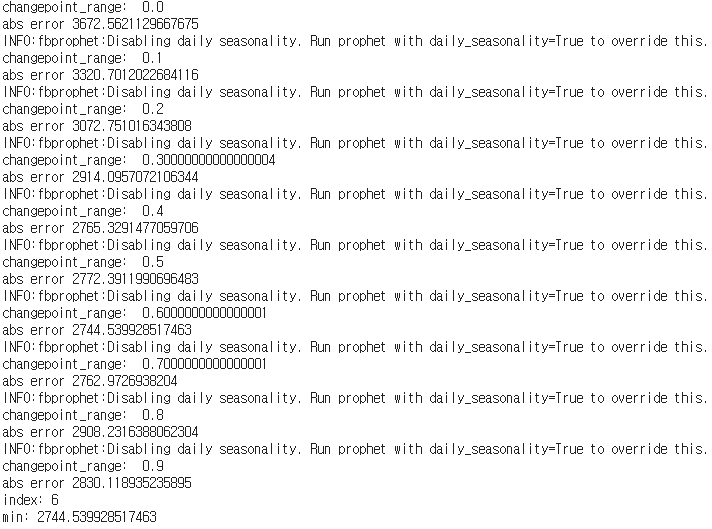 changepoint_range:  0.0
abs error 3672.5621129667675
INFO:fbprophet:Disabling daily seasonality. Run prophet with daily_seasonality=True to override this.
changepoint_range:  0.1
abs error 3320.7012022684116
INFO:fbprophet:Disabling daily seasonality. Run prophet with daily_seasonality=True to override this.
changepoint_range:  0.2
abs error 3072.751016343808
INFO:fbprophet:Disabling daily seasonality. Run prophet with daily_seasonality=True to override this.
changepoint_range:  0.30000000000000004
abs error 2914.0957072106344
INFO:fbprophet:Disabling daily seasonality. Run prophet with daily_seasonality=True to override this.
changepoint_range:  0.4
abs error 2765.3291477059706
INFO:fbprophet:Disabling daily seasonality. Run prophet with daily_seasonality=True to override this.
changepoint_range:  0.5
abs error 2772.3911990696483
INFO:fbprophet:Disabling daily seasonality. Run prophet with daily_seasonality=True to override this.
changepoint_range:  0.6000000000000001
abs error 2744.539928517463
INFO:fbprophet:Disabling daily seasonality. Run prophet with daily_seasonality=True to override this.
changepoint_range:  0.7000000000000001
abs error 2762.9726938204
INFO:fbprophet:Disabling daily seasonality. Run prophet with daily_seasonality=True to override this.
changepoint_range:  0.8
abs error 2908.2316388062304
INFO:fbprophet:Disabling daily seasonality. Run prophet with daily_seasonality=True to override this.
changepoint_range:  0.9
abs error 2830.118935235895
index: 6
min: 2744.539928517463